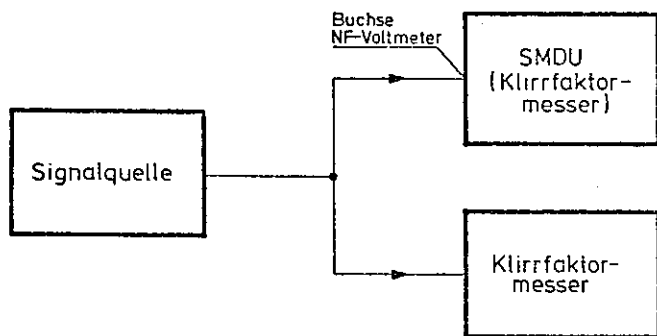 Buchse
NF-Voltmeter
SMDU
(Klirrfaktor-
messer)
Signalquelle
Klirrfaktor-
messer